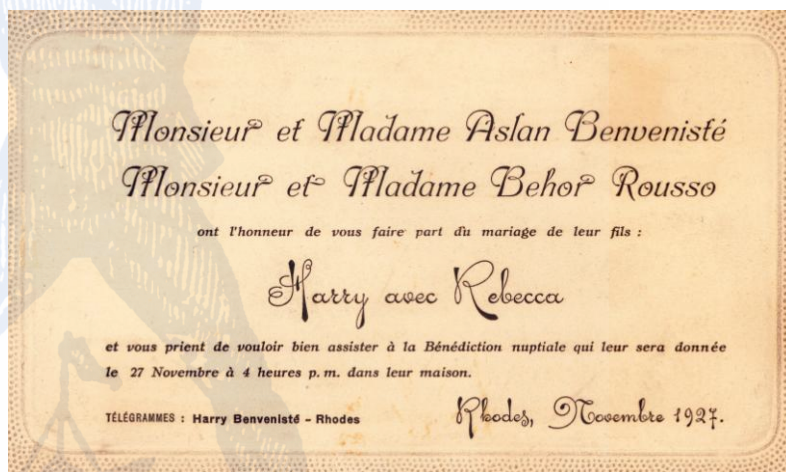 Monsieur et Madame Aslan Benvenisté
Monsieur et Madame Behor Rousso
ont l'honneur de vous faire part du mariage de leur fils :
Harry avec Rebecca
et vous prient de vouloir bien assister à la Bénédiction nuptiale qui leur sera donnée
le 27 Novembre à 4 heures p. m. dans leur maison.
TÉLÉGRAMMES : Harry Benvenisté - Rhodes
Rhodes, Novembre 1927.